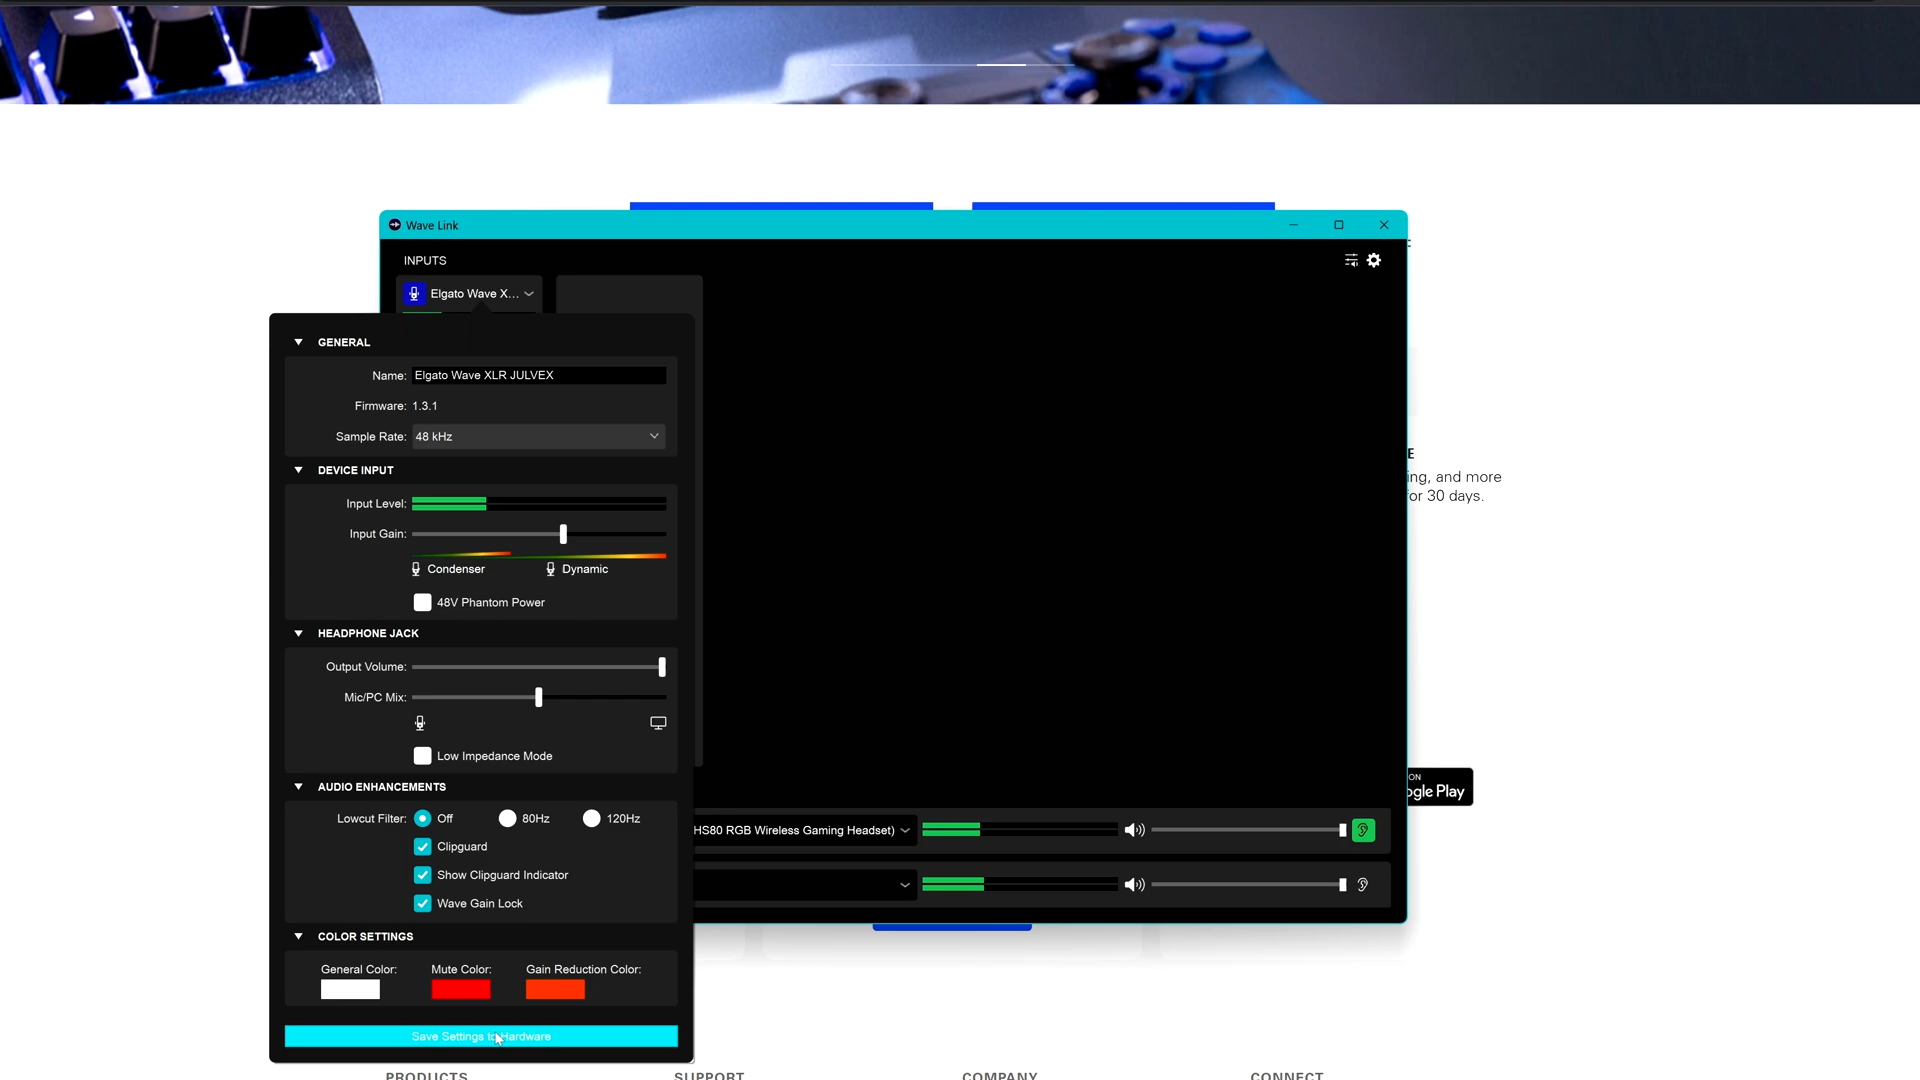 Wave Link
INPUTS
Elgato Wave X...
GENERAL
Name: Elgato Wave XLR JULVEX
Firmware: 1.3.1
Sample Rate: 48 kHz
DEVICE INPUT
Input Level:
Input Gain:
Condenser Dynamic
48V Phantom Power
HEADPHONE JACK
Output Volume:
Mic/PC Mix:
Low Impedance Mode
AUDIO ENHANCEMENTS
Lowcut Filter: Off 80Hz 120Hz
Clipguard
Show Clipguard Indicator
Wave Gain Lock
COLOR SETTINGS
General Color: Mute Color: Gain Reduction Color:
Save Settings to Hardware
HS80 RGB Wireless Gaming Headset)
E
ing, and more
for 30 days.
ON
ogle Play
PRODUCTS SUPPORT COMPANY CONNECT